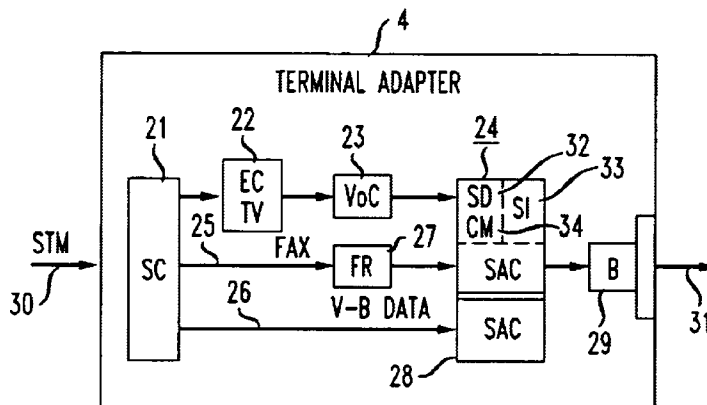 4
TERMINAL ADAPTER
21
22
23
24
32
33
EC
TV
VoC
SD
SI
CM
34
STM
30
25
FAX
27
SC
FR
SAC
B
29
31
26
V-B DATA
SAC
28